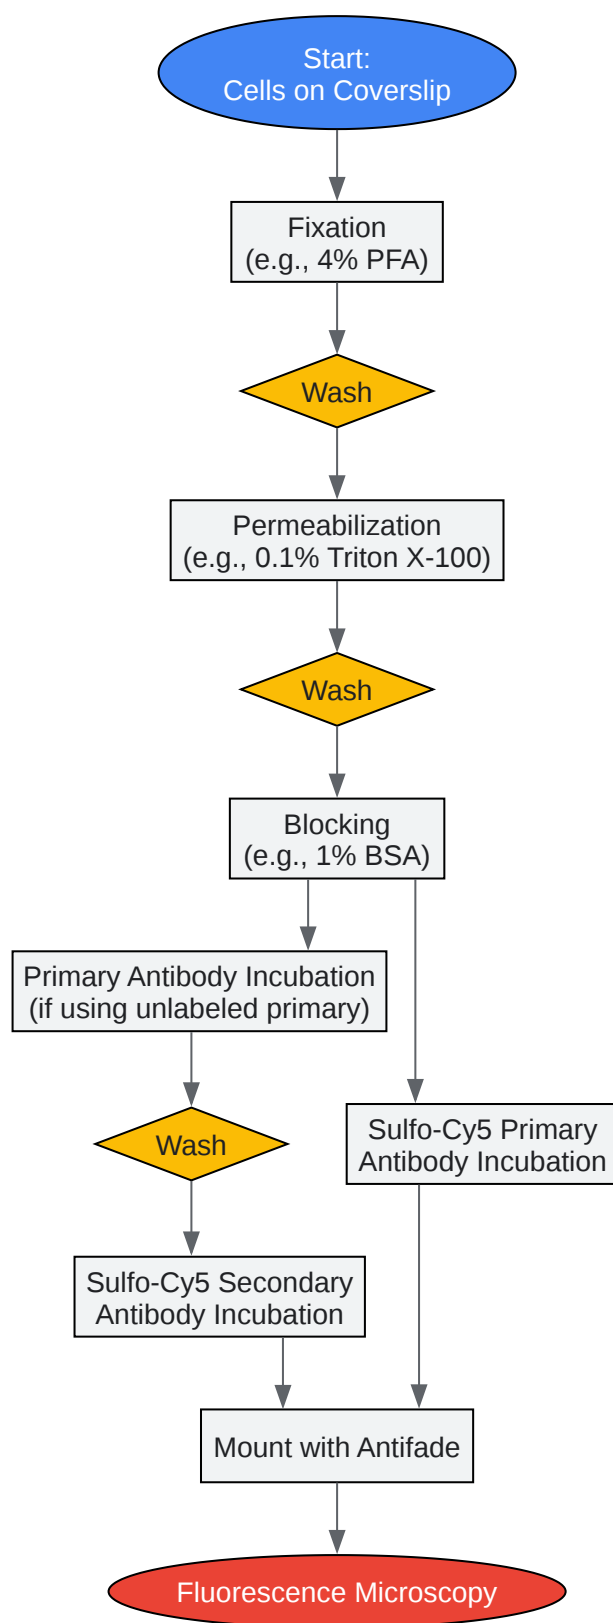 Start:
Cells on Coverslip
Fixation
(e.g., 4% PFA)
Wash
Permeabilization
(e.g., 0.1% Triton X-100)
Wash
Blocking
(e.g., 1% BSA)
Primary Antibody Incubation
(if using unlabeled primary)
Wash
Sulfo-Cy5 Primary
Antibody Incubation
Sulfo-Cy5 Secondary
Antibody Incubation
Mount with Antifade
Fluorescence Microscopy